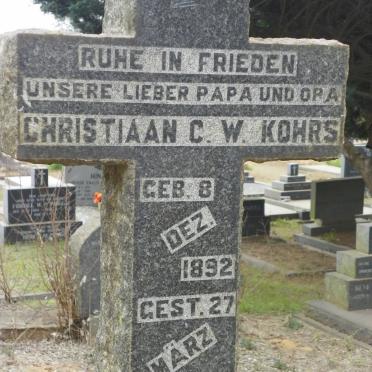 RUHE IN FRIEDEN
UNSERE LIEBER PAPA UND OPA
CHRISTIAAN C. W. KOHRS
GEB. 8
DEZ.
1892
GEST. 27
MÄRZ